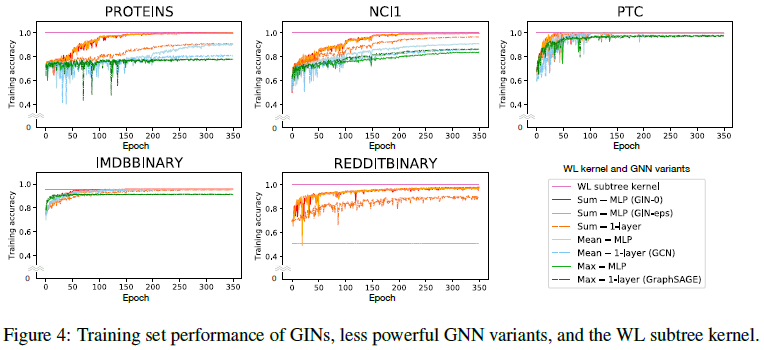 PROTEINS
NCI1
PTC
1.0
0.8
0.6
0.4
0
Training accuracy
0 50 100 150 200 250 300 350
Epoch
1.0
0.8
0.6
0.4
0
Training accuracy
0 50 100 150 200 250 300 350
Epoch
1.0
0.8
0.6
0.4
0
Training accuracy
0 50 100 150 200 250 300 350
Epoch
IMDBBINARY
REDDITBINARY
1.0
0.8
0.6
0.4
0
Training accuracy
0 50 100 150 200 250 300 350
Epoch
1.0
0.8
0.6
0.4
0
Training accuracy
0 50 100 150 200 250 300 350
Epoch
WL kernel and GNN variants
WL subtree kernel
Sum−MLP (GIN-0)
Sum−MLP (GIN-eps)
Sum−1-layer
Mean−MLP
Mean−1-layer (GCN)
Max−MLP
Max−1-layer (GraphSAGE)
Figure 4: Training set performance of GINs, less powerful GNN variants, and the WL subtree kernel.